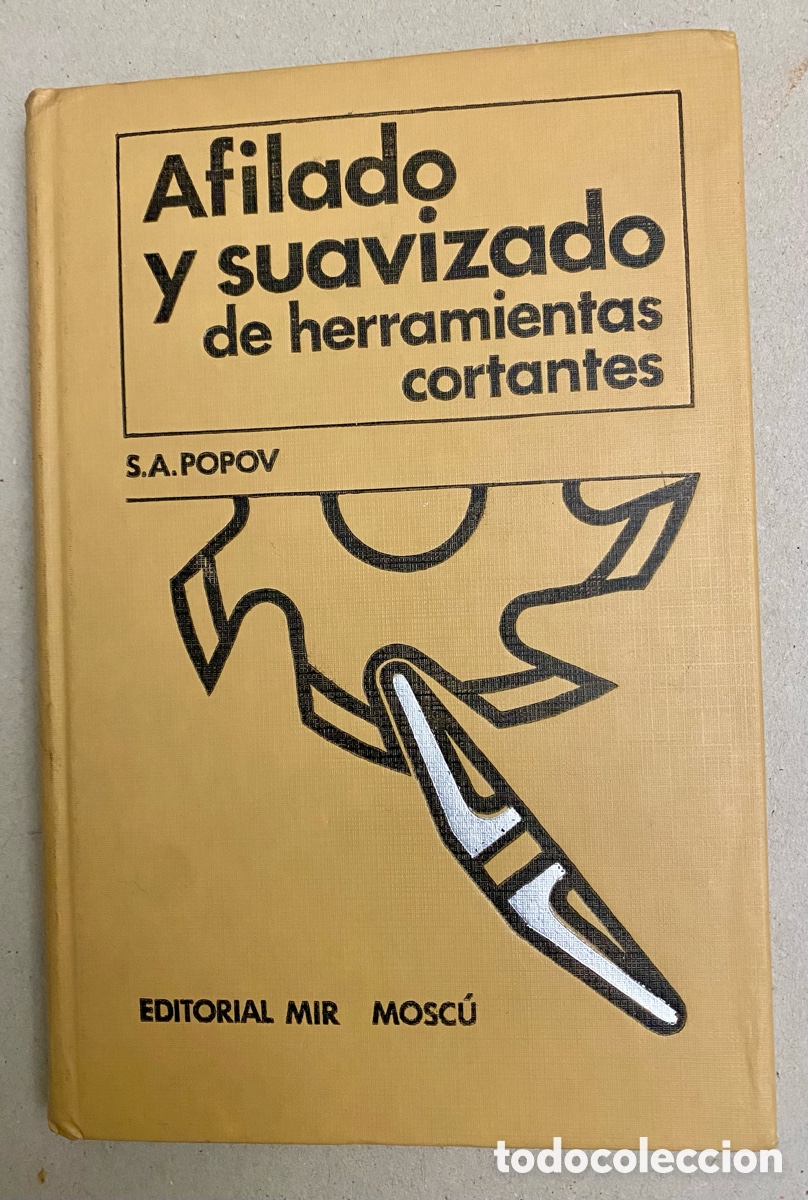 Afilado
y suavizado
de herramientas
cortantes
S.A.POPOV
EDITORIAL MIR MOSCÚ
todocoleccion